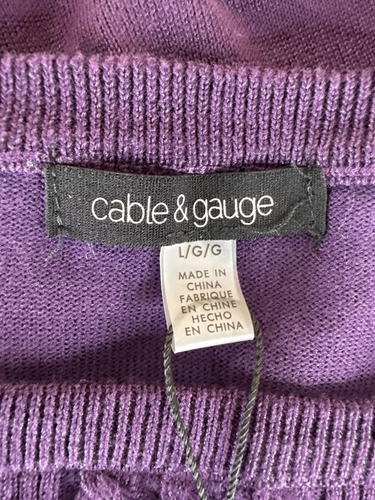 cable & gauge
L/G/G
MADE IN
CHINA
FABRIQUE
EN CHINE
HECHO
EN CHINA